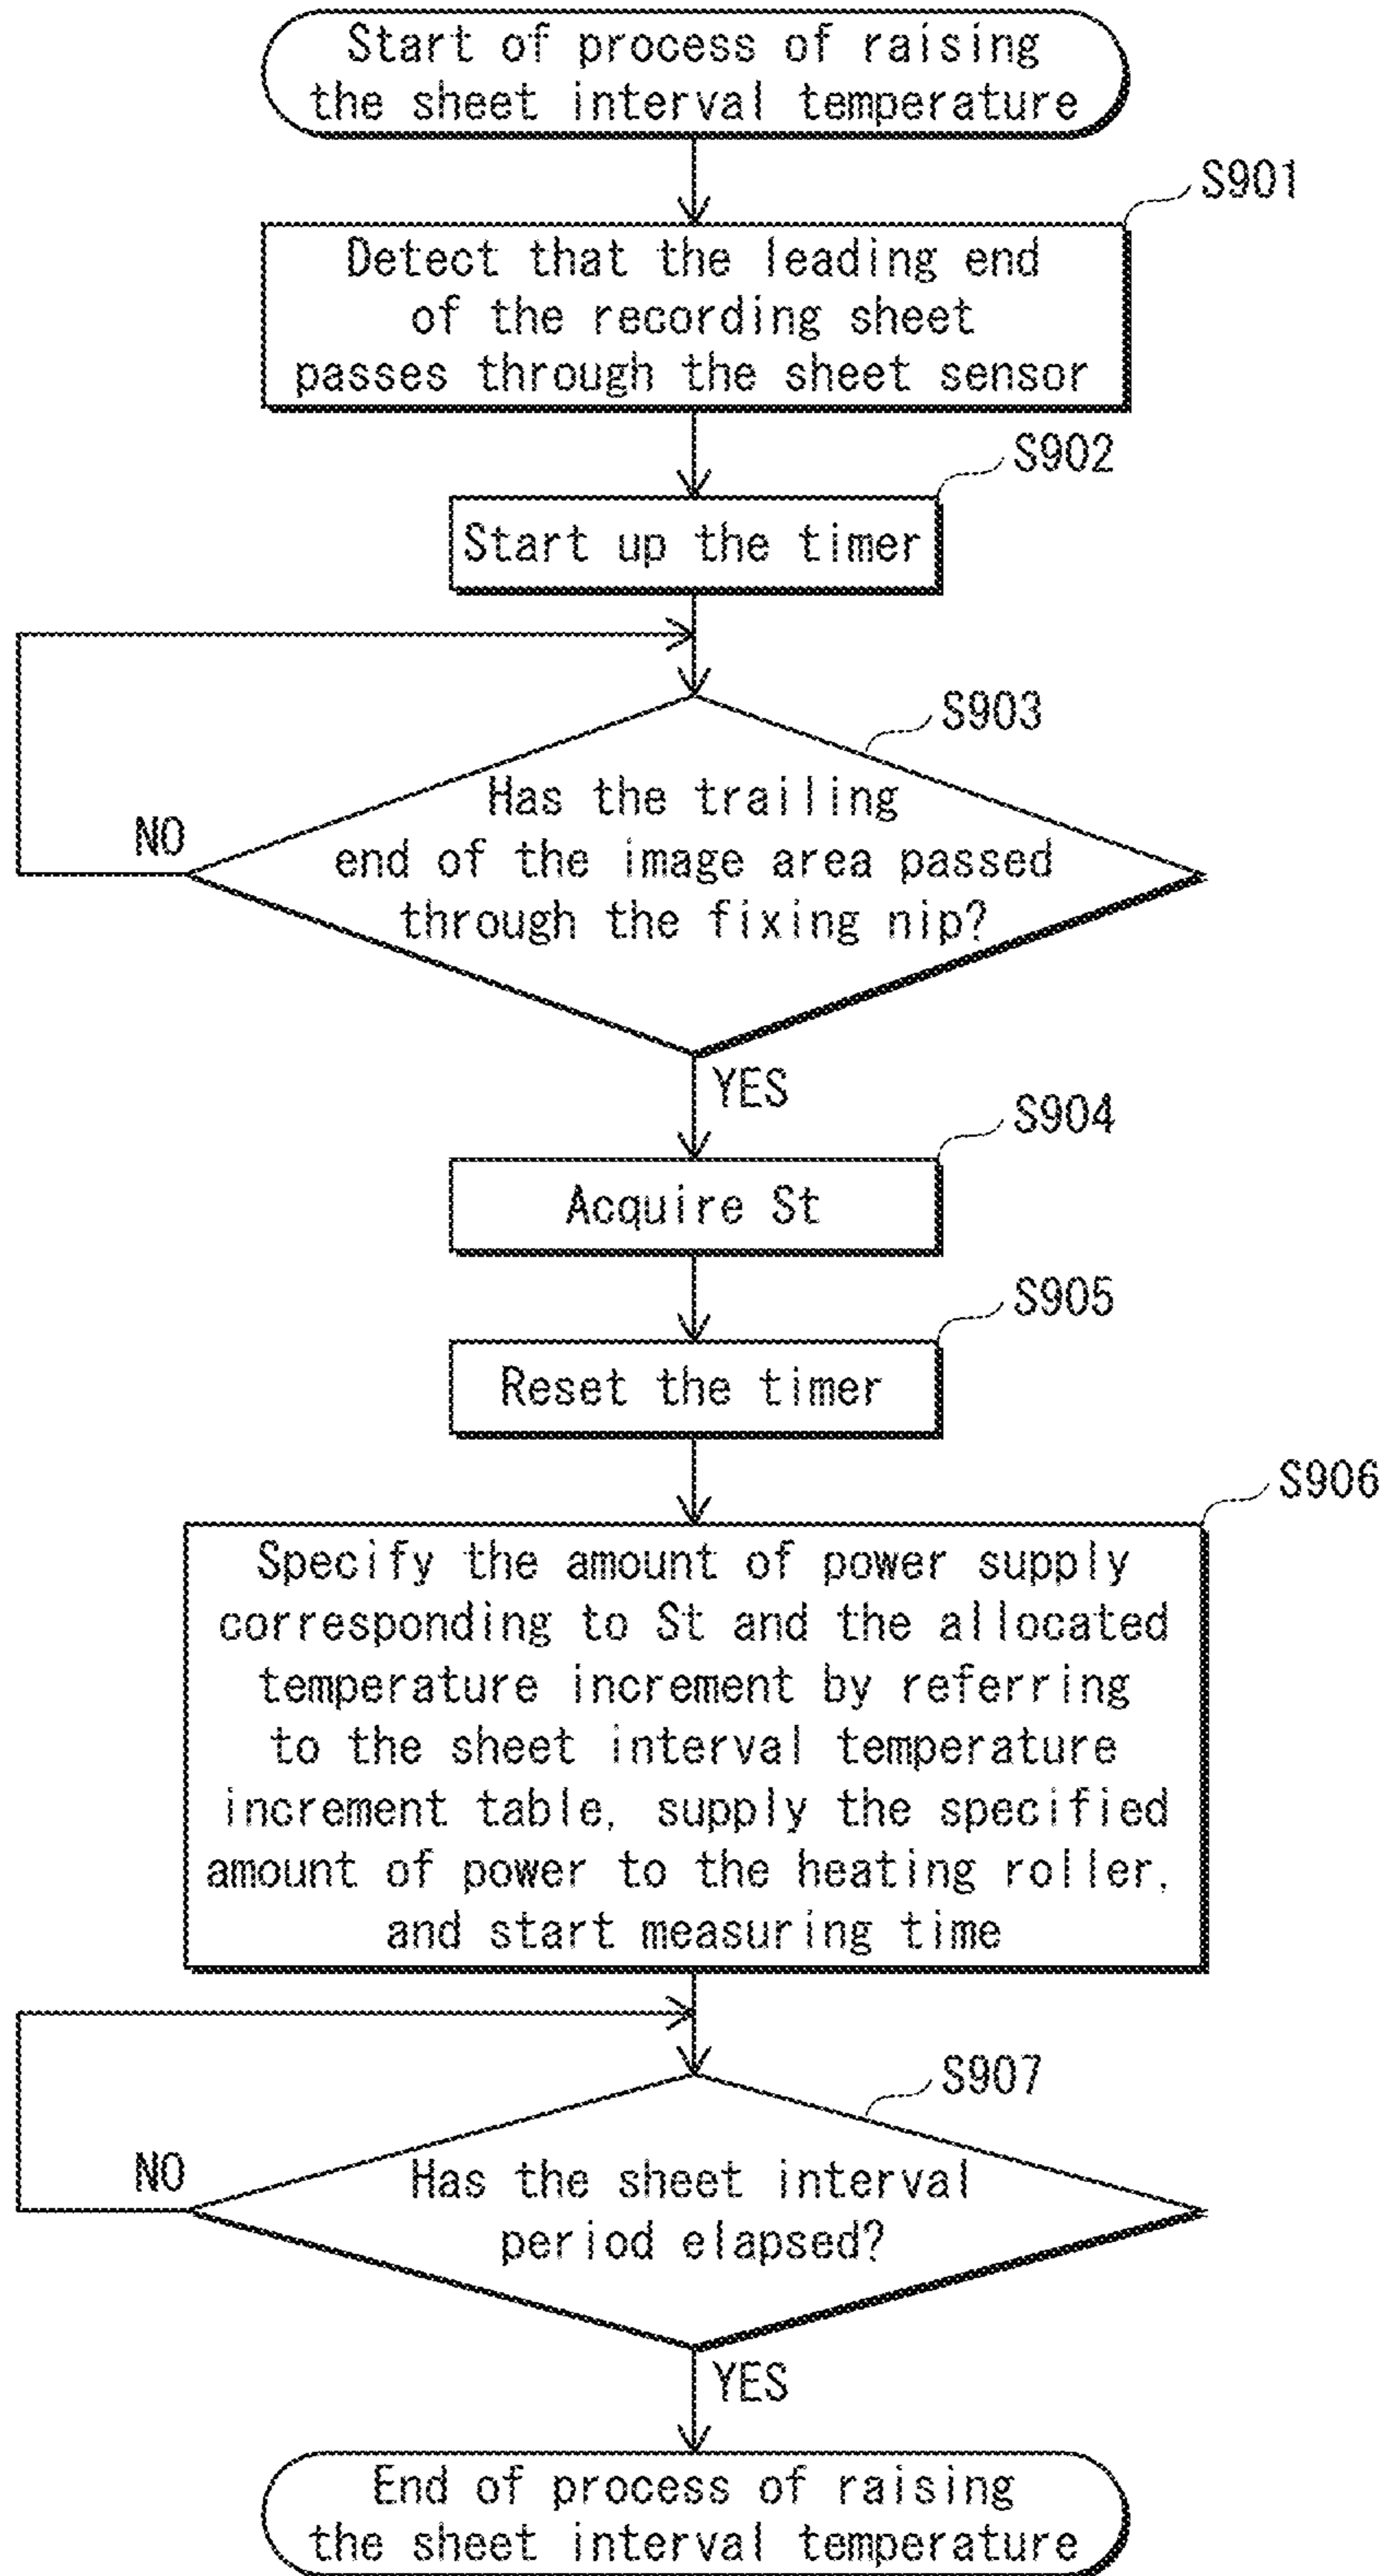 Start of process of raising
the sheet interval temperature
S901
Detect that the leading end
of the recording sheet
passes through the sheet sensor
S902
Start up the timer
S903
Has the trailing
end of the image area passed
through the fixing nip?
NO
YES
S904
Acquire St
S905
Reset the timer
S906
Specify the amount of power supply
corresponding to St and the allocated
temperature increment by referring
to the sheet interval temperature
increment table, supply the specified
amount of power to the heating roller,
and start measuring time
S907
Has the sheet interval
period elapsed?
NO
YES
End of process of raising
the sheet interval temperature